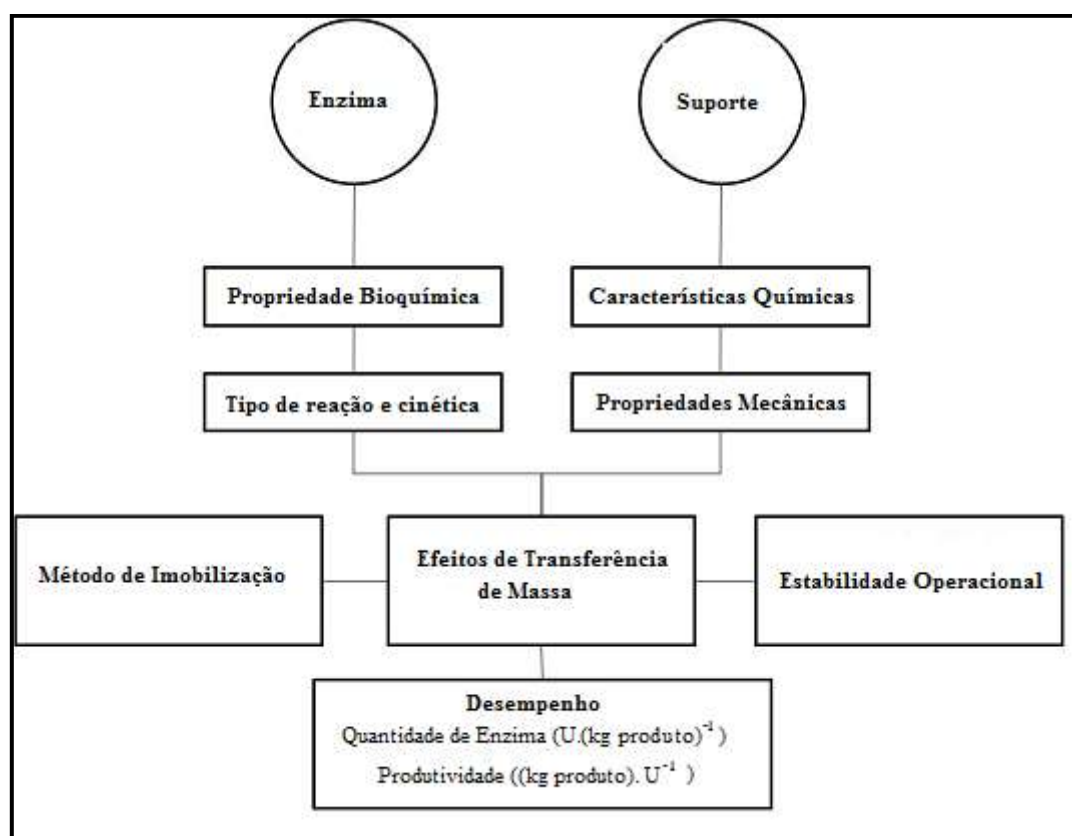 Enzima
Suporte
Propriedade Bioquímica
Características Químicas
Tipo de reação e cinética
Propriedades Mecânicas
Método de Imobilização
Efeitos de Transferência
de Massa
Estabilidade Operacional
Desempenho
Quantidade de Enzima (U.(kg produto)⁻¹ )
Produtividade ((kg produto). U⁻¹ )